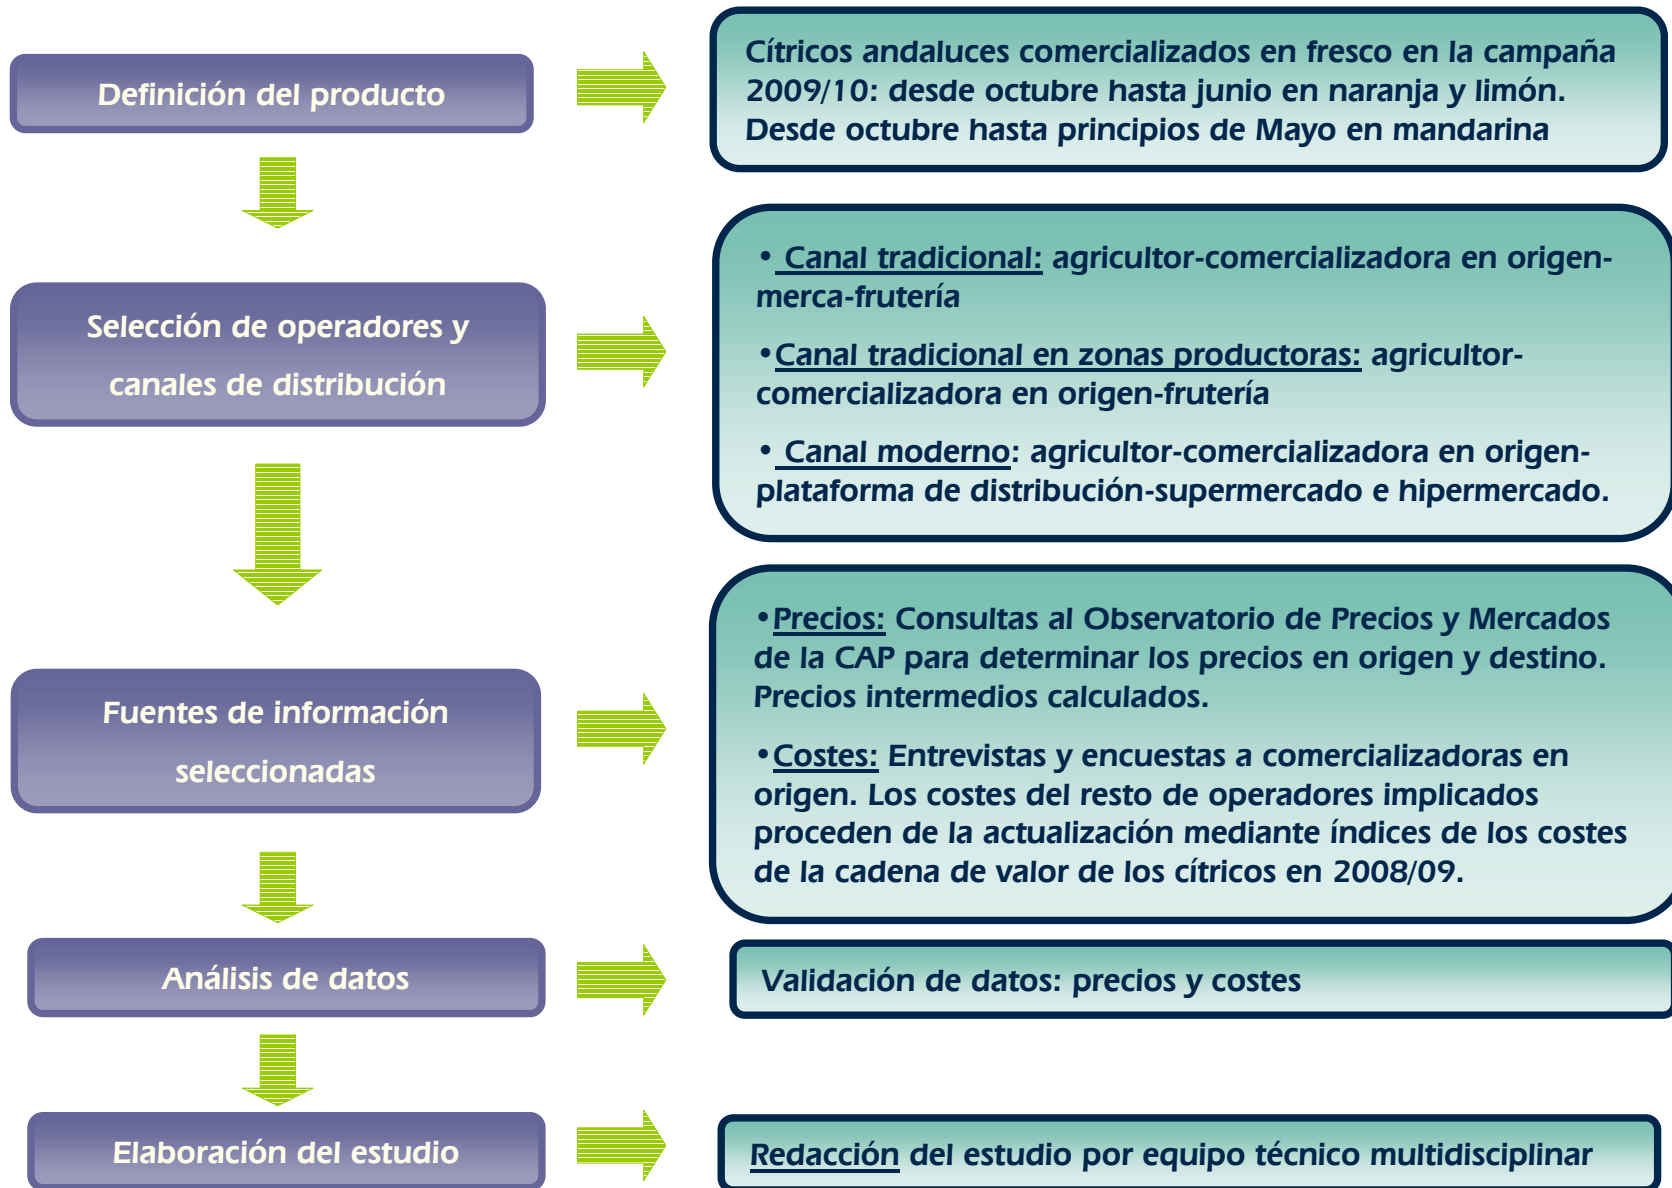 Definición del producto
Cítricos andaluces comercializados en fresco en la campaña
2009/10: desde octubre hasta junio en naranja y limón.
Desde octubre hasta principios de Mayo en mandarina
Selección de operadores y
canales de distribución
• Canal tradicional: agricultor-comercializadora en origen-
merca-frutería
•Canal tradicional en zonas productoras: agricultor-
comercializadora en origen-frutería
• Canal moderno: agricultor-comercializadora en origen-
plataforma de distribución-supermercado e hipermercado.
Fuentes de información
seleccionadas
•Precios: Consultas al Observatorio de Precios y Mercados
de la CAP para determinar los precios en origen y destino.
Precios intermedios calculados.
•Costes: Entrevistas y encuestas a comercializadoras en
origen. Los costes del resto de operadores implicados
proceden de la actualización mediante índices de los costes
de la cadena de valor de los cítricos en 2008/09.
Análisis de datos
Validación de datos: precios y costes
Elaboración del estudio
Redacción del estudio por equipo técnico multidisciplinar